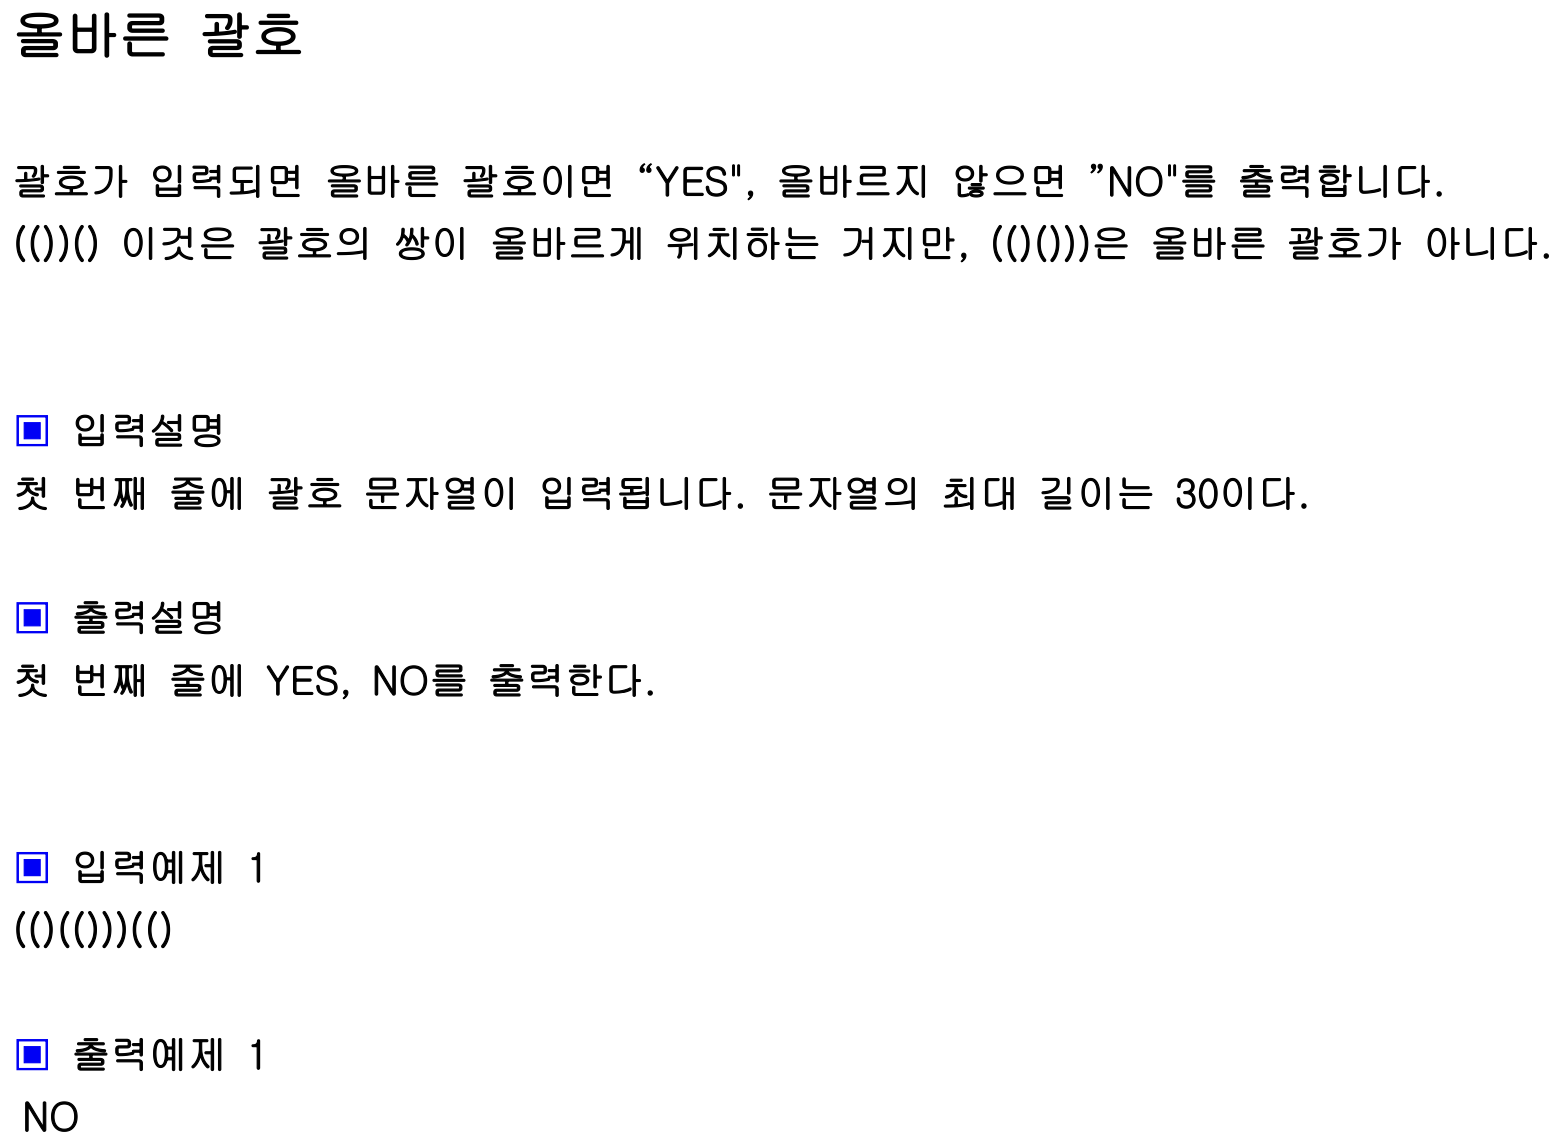 올바른 괄호
괄호가 입력되면 올바른 괄호이면 “YES", 올바르지 않으면 ”NO"를 출력합니다.
(())() 이것은 괄호의 쌍이 올바르게 위치하는 거지만, (()()))은 올바른 괄호가 아니다.
▣ 입력설명
첫 번째 줄에 괄호 문자열이 입력됩니다. 문자열의 최대 길이는 30이다.
▣ 출력설명
첫 번째 줄에 YES, NO를 출력한다.
▣ 입력예제 1
(()(()))(()
▣ 출력예제 1
NO